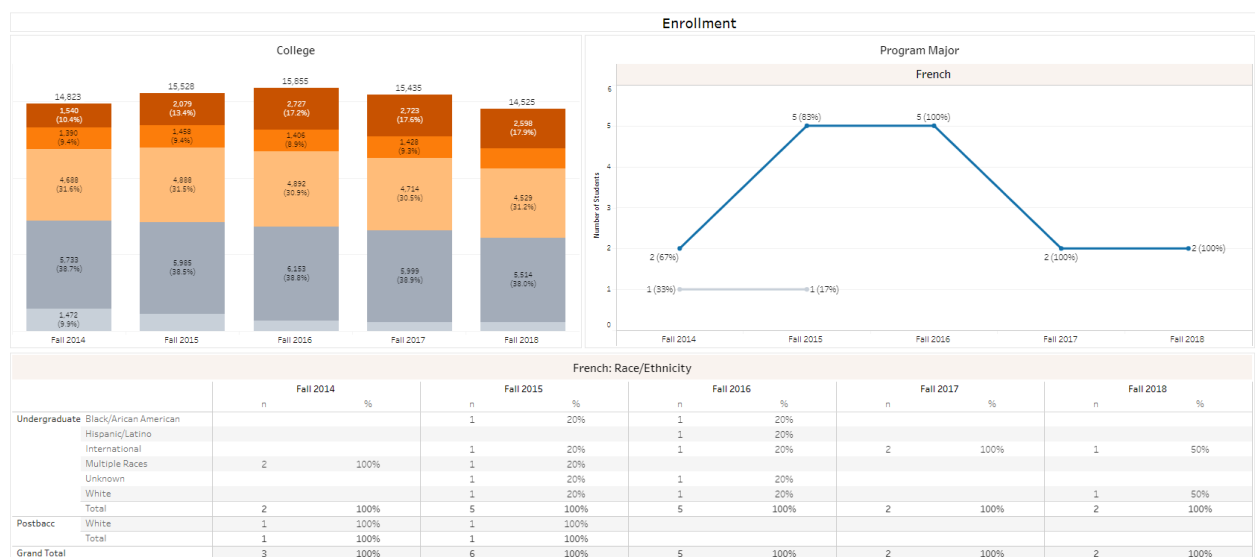 Enrollment
College
14,823
1,540
(10.4%)
1,390
(9.4%)
4,688
(31.6%)
5,733
(38.7%)
1,472
(9.9%)
15,528
2,079
(13.4%)
1,458
(9.4%)
4,888
(31.5%)
5,985
(38.5%)
15,855
2,727
(17.2%)
1,406
(8.9%)
4,892
(30.9%)
6,153
(38.8%)
15,435
2,723
(17.6%)
1,428
(9.3%)
4,714
(30.5%)
5,999
(38.9%)
14,525
2,598
(17.9%)
4,529
(31.2%)
5,514
(38.0%)
Fall 2014 Fall 2015 Fall 2016 Fall 2017 Fall 2018
Program Major
French
Number of Students
6
5
4
3
2
1
0
2 (67%)
5 (83%)
5 (100%)
2 (100%)
2 (100%)
1 (33%)
1 (17%)
Fall 2014 Fall 2015 Fall 2016 Fall 2017 Fall 2018
French: Race/Ethnicity
Fall 2014 Fall 2015 Fall 2016 Fall 2017 Fall 2018
n % n % n % n % n %
Undergraduate Black/Arican American 1 20% 1 20%
Hispanic/Latino 1 20%
International 1 20% 1 20% 2 100% 1 50%
Multiple Races 2 100% 1 20%
Unknown 1 20% 1 20%
White 1 20% 1 20% 1 50%
Total 2 100% 5 100% 5 100% 2 100% 2 100%
Postbacc White 1 100% 1 100%
Total 1 100% 1 100%
Grand Total 3 100% 6 100% 5 100% 2 100% 2 100%